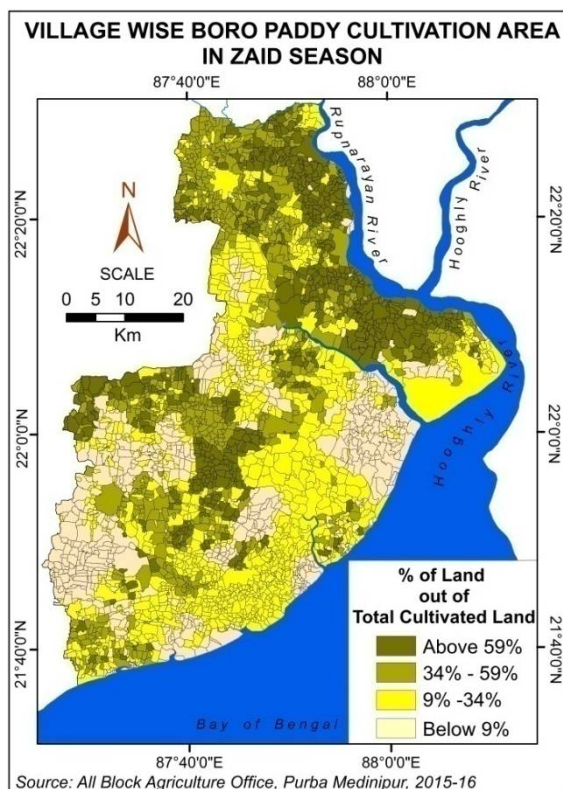 VILLAGE WISE BORO PADDY CULTIVATION AREA
IN ZAID SEASON
87°40'0"E
88°0'0"E
Rupnarayan River
Hooghly River
N
22°20'0"N
22°20'0"N
SCALE
0 5 10 20
Km
Hooghly River
22°0'0"N
22°0'0"N
Hooghly River
% of Land
out of
Total Cultivated Land
Above 59%
34% - 59%
9% -34%
Below 9%
21°40'0"N
21°40'0"N
Bay of Bengal
87°40'0"E
88°0'0"E
Source: All Block Agriculture Office, Purba Medinipur, 2015-16